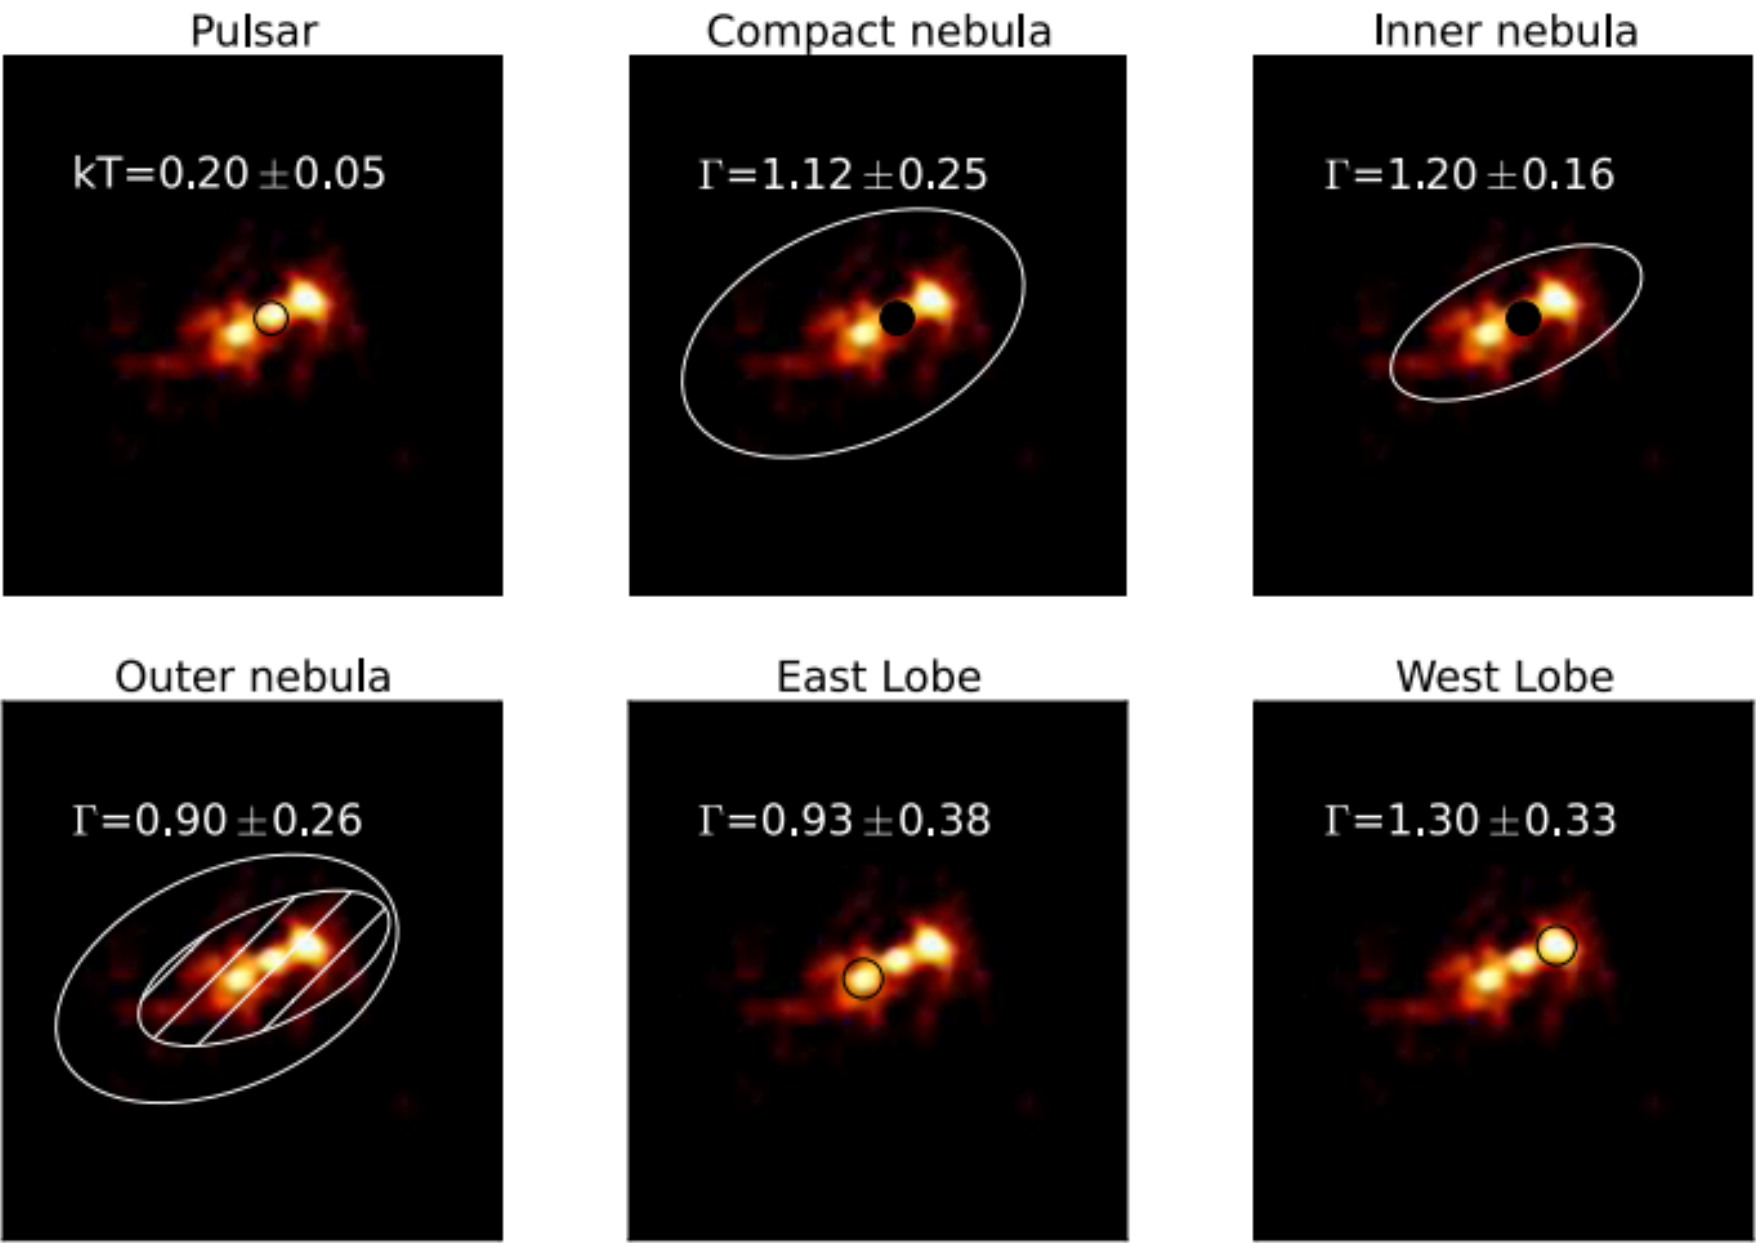 Pulsar
kT=0.20 ±0.05
Compact nebula
Γ=1.12 ±0.25
Inner nebula
Γ=1.20 ±0.16
Outer nebula
Γ=0.90 ±0.26
East Lobe
Γ=0.93 ±0.38
West Lobe
Γ=1.30 ±0.33